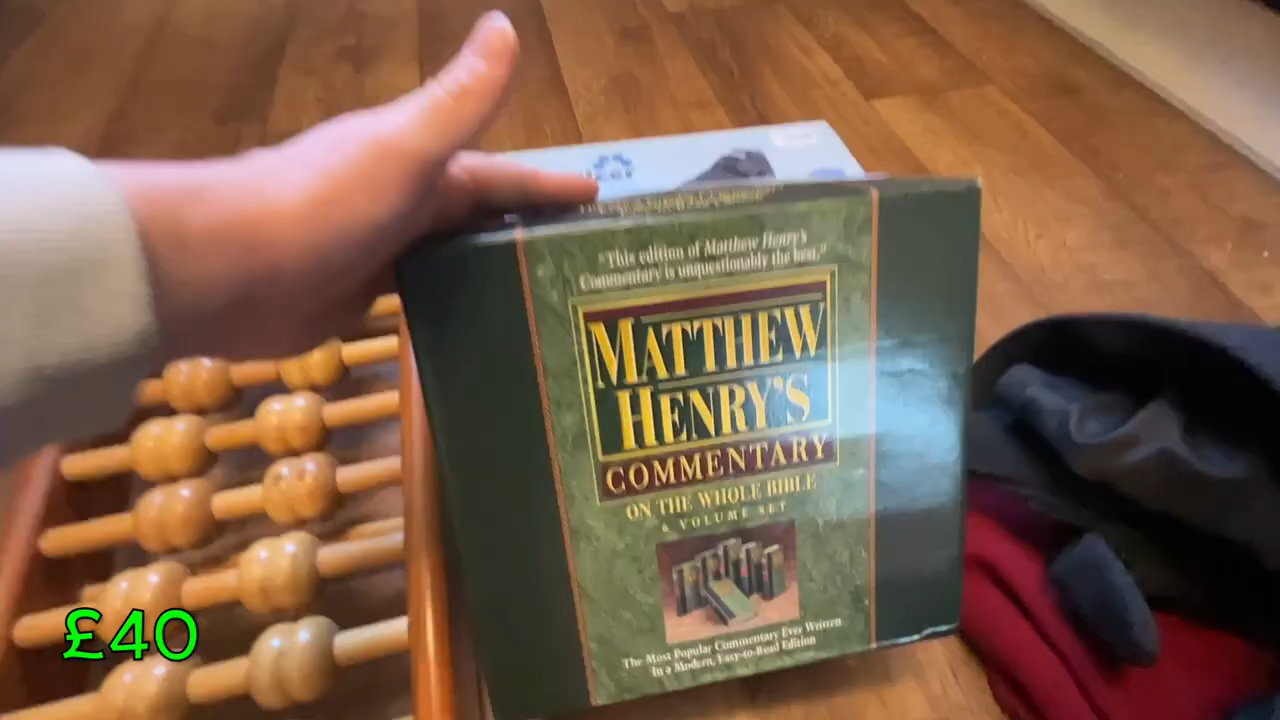 "This edition of Matthew Henry's
Commentary is unquestionably the best."
MATTHEW
HENRY'S
COMMENTARY
ON THE WHOLE BIBLE
6 VOLUME SET
The Most Popular Commentary Ever Written
In a Modern, Easy-to-Read Edition
£40